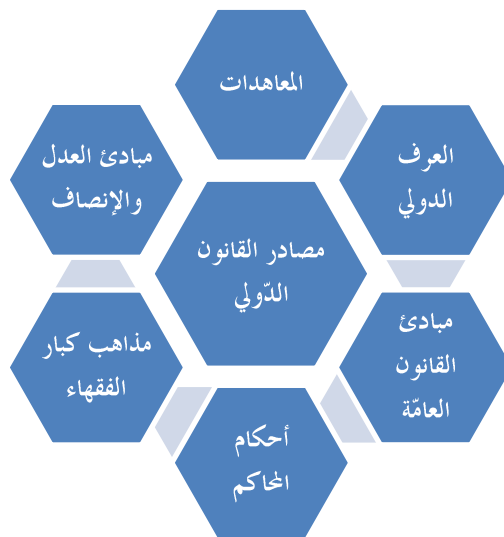 المعاهدات
العرف
الدولي
مبادئ
القانون
العامّة
أحكام
المحاكم
مذاهب كبار
الفقهاء
مبادئ العدل
والإنصاف
مصادر القانون
الدّولي